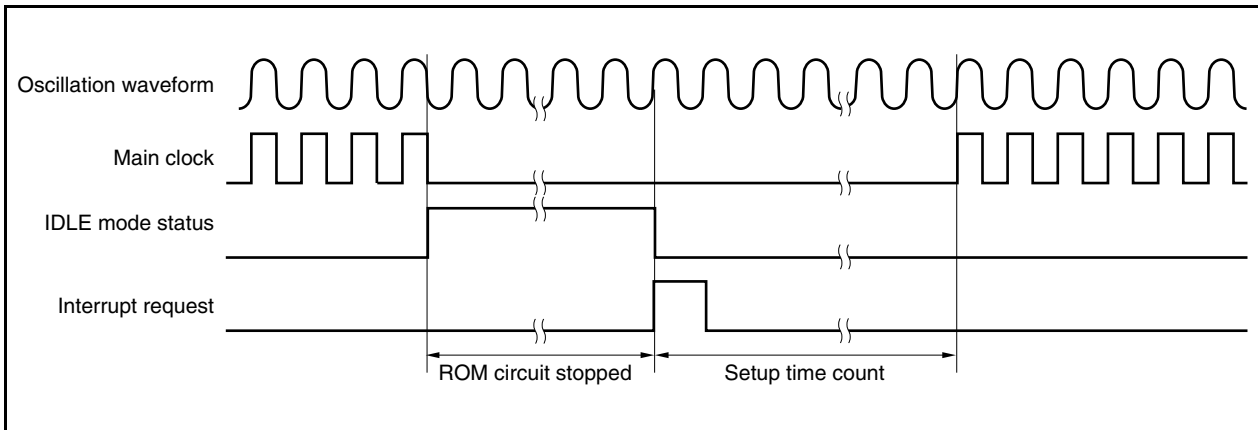 Oscillation waveform
Main clock
IDLE mode status
Interrupt request
ROM circuit stopped
Setup time count